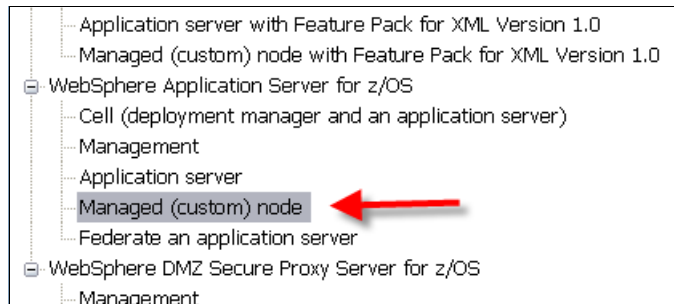 Application server with Feature Pack for XML Version 1.0
Managed (custom) node with Feature Pack for XML Version 1.0
WebSphere Application Server for z/OS
Cell (deployment manager and an application server)
Management
Application server
Managed (custom) node
Federate an application server
WebSphere DMZ Secure Proxy Server for z/OS
Management